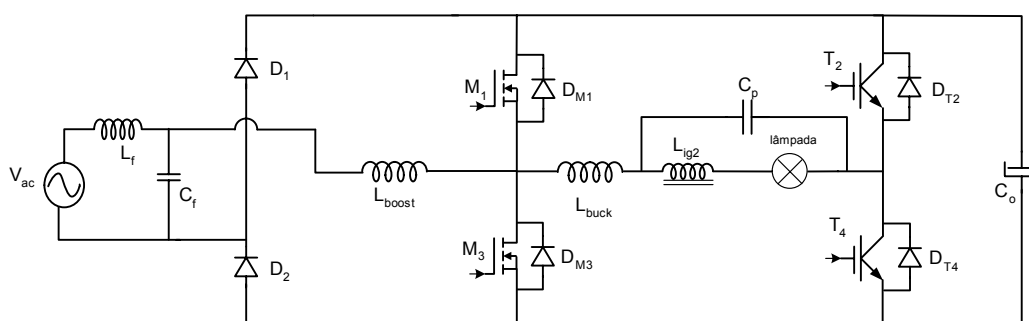 D1
M1
DM1
T2
DT2
Cp
Lf
Lig2
lâmpada
Vac
Cf
Lboost
Lbuck
Co
D2
M3
DM3
T4
DT4